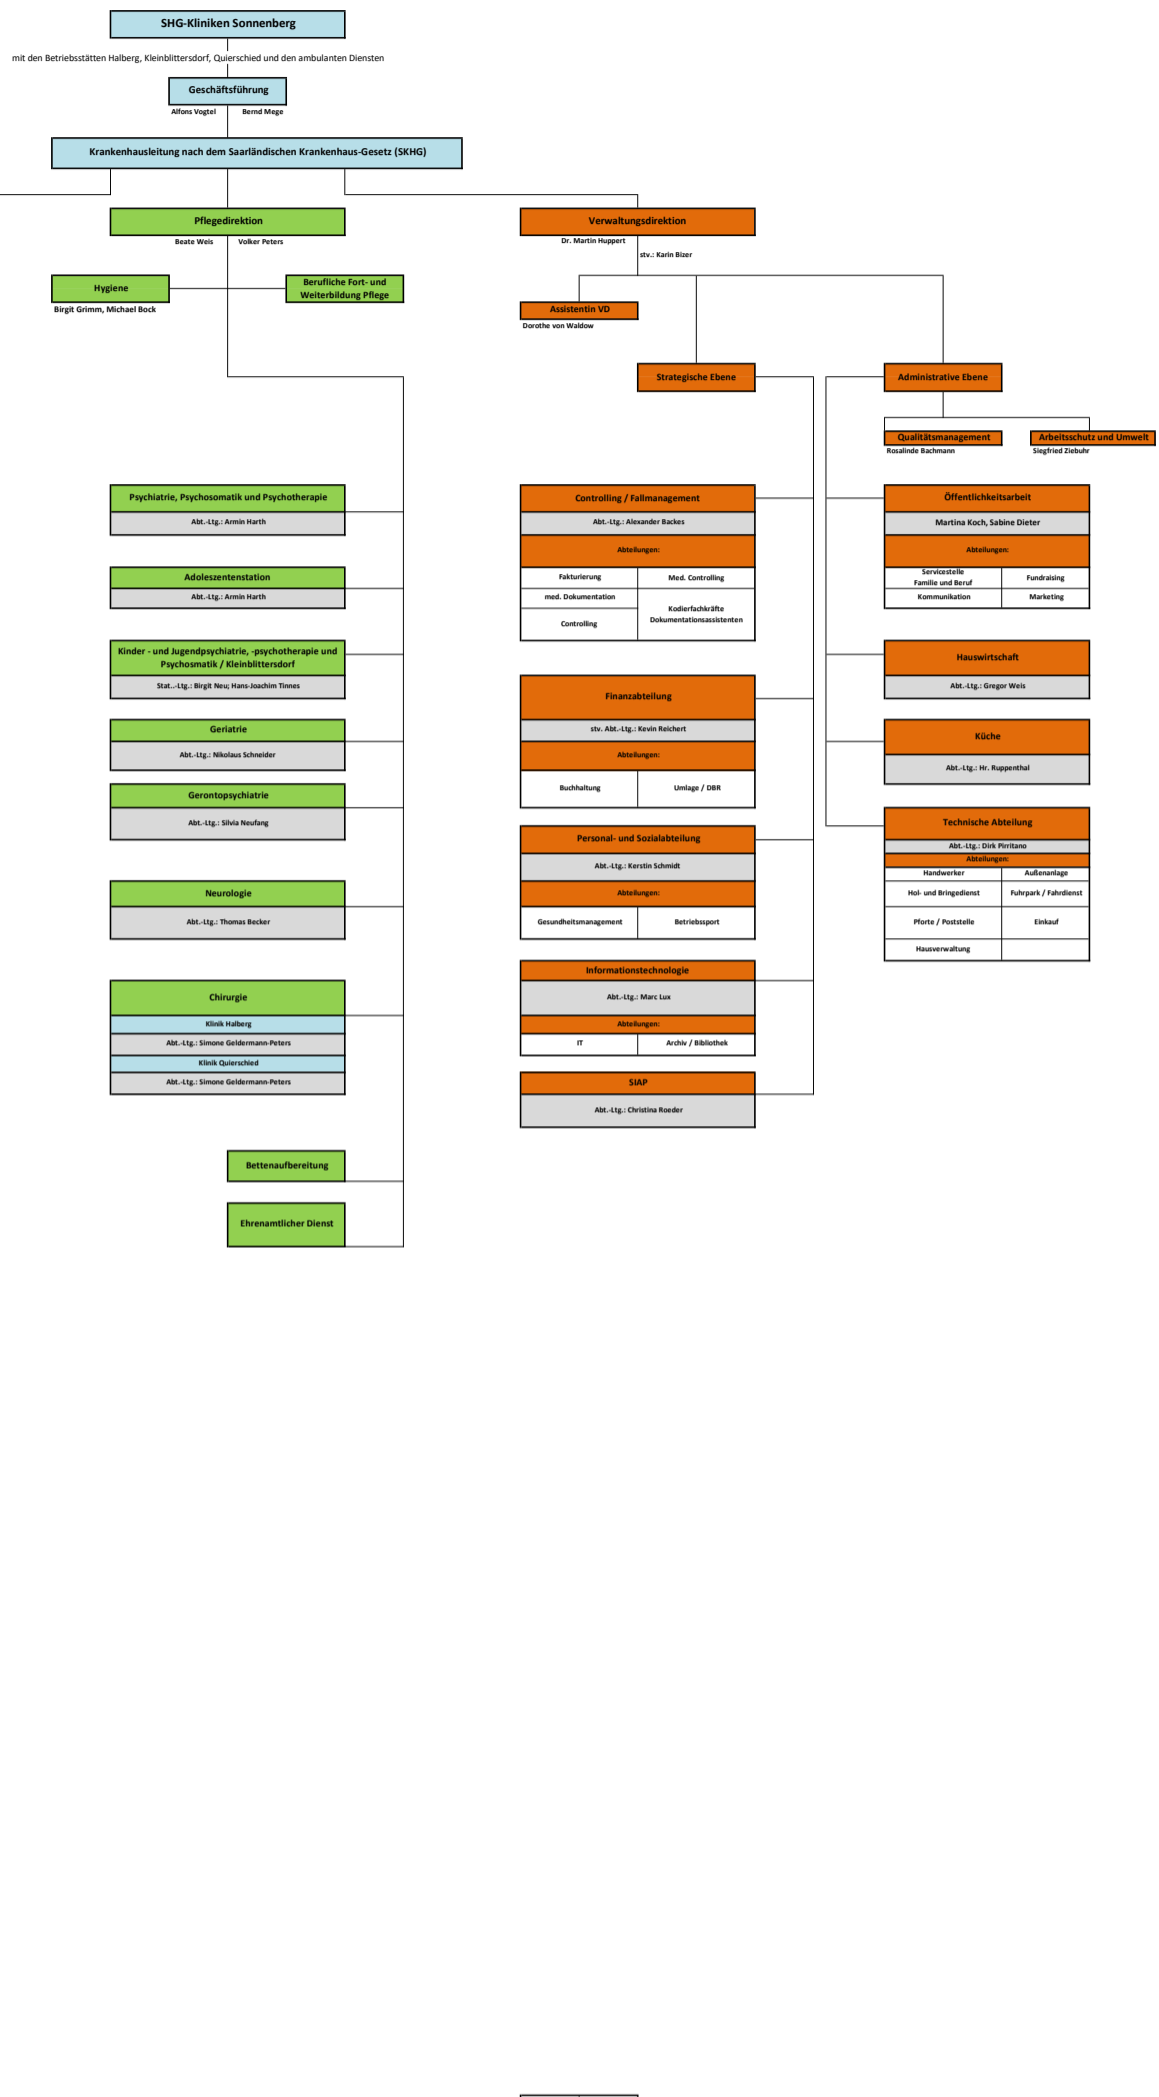 SHG-Kliniken Sonnenberg
mit den Betriebsstätten Halberg, Kleinblittersdorf, Quierschied und den ambulanten Diensten
Geschäftsführung
Alfons Vogtel
Bernd Mege
Krankenhausleitung nach dem Saarländischen Krankenhaus-Gesetz (SKHG)
Pflegedirektion
Beate Weis
Volker Peters
Hygiene
Birgit Grimm, Michael Bock
Berufliche Fort- und
Weiterbildung Pflege
Psychiatrie, Psychosomatik und Psychotherapie
Abt.-Ltg.: Armin Harth
Adoleszentenstation
Abt.-Ltg.: Armin Harth
Kinder - und Jugendpsychiatrie, -psychotherapie und
Psychosmatik / Kleinblittersdorf
Stat..-Ltg.: Birgit Neu; Hans-Joachim Tinnes
Geriatrie
Abt.-Ltg.: Nikolaus Schneider
Gerontopsychiatrie
Abt.-Ltg.: Silvia Neufang
Neurologie
Abt.-Ltg.: Thomas Becker
Chirurgie
Klinik Halberg
Abt.-Ltg.: Simone Geldermann-Peters
Klinik Quierschied
Abt.-Ltg.: Simone Geldermann-Peters
Bettenaufbereitung
Ehrenamtlicher Dienst
Verwaltungsdirektion
Dr. Martin Huppert
stv.: Karin Bizer
Assistentin VD
Dorothe von Waldow
Strategische Ebene
Controlling / Fallmanagement
Abt.-Ltg.: Alexander Backes
Abteilungen:
Fakturierung
Med. Controlling
med. Dokumentation
Kodierfachkräfte
Dokumentationsassistenten
Controlling
Finanzabteilung
stv. Abt.-Ltg.: Kevin Reichert
Abteilungen:
Buchhaltung
Umlage / DBR
Personal- und Sozialabteilung
Abt.-Ltg.: Kerstin Schmidt
Abteilungen:
Gesundheitsmanagement
Betriebssport
Informationstechnologie
Abt.-Ltg.: Marc Lux
Abteilungen:
IT
Archiv / Bibliothek
SIAP
Abt.-Ltg.: Christina Roeder
Administrative Ebene
Qualitätsmanagement
Rosalinde Bachmann
Arbeitsschutz und Umwelt
Siegfried Ziebuhr
Öffentlichkeitsarbeit
Martina Koch, Sabine Dieter
Abteilungen:
Servicestelle
Familie und Beruf
Fundraising
Kommunikation
Marketing
Hauswirtschaft
Abt.-Ltg.: Gregor Weis
Küche
Abt.-Ltg.: Hr. Ruppenthal
Technische Abteilung
Abt.-Ltg.: Dirk Pirritano
Abteilungen:
Handwerker
Außenanlage
Hol- und Bringedienst
Fuhrpark / Fahrdienst
Pforte / Poststelle
Einkauf
Hausverwaltung